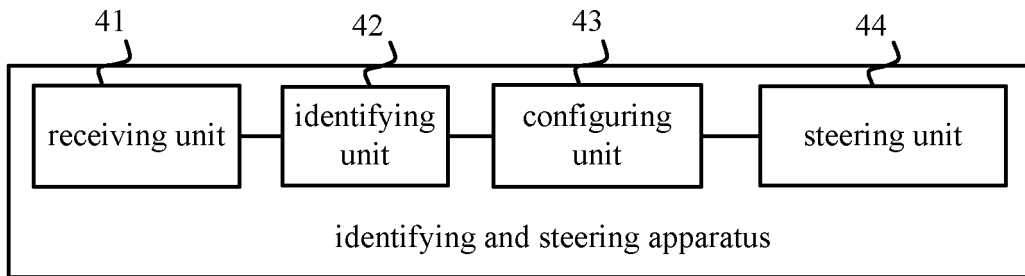 41
42
43
44
receiving unit
identifying
unit
configuring
unit
steering unit
identifying and steering apparatus